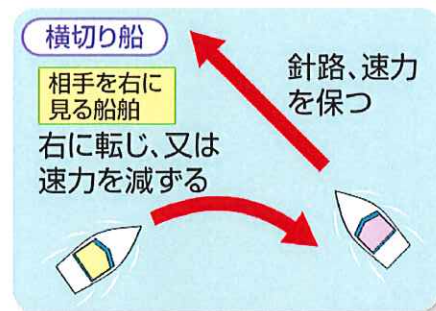 横切り船
相手を右に
見る船舶
右に転じ、又は
速力を減ずる
針路、速力
を保つ